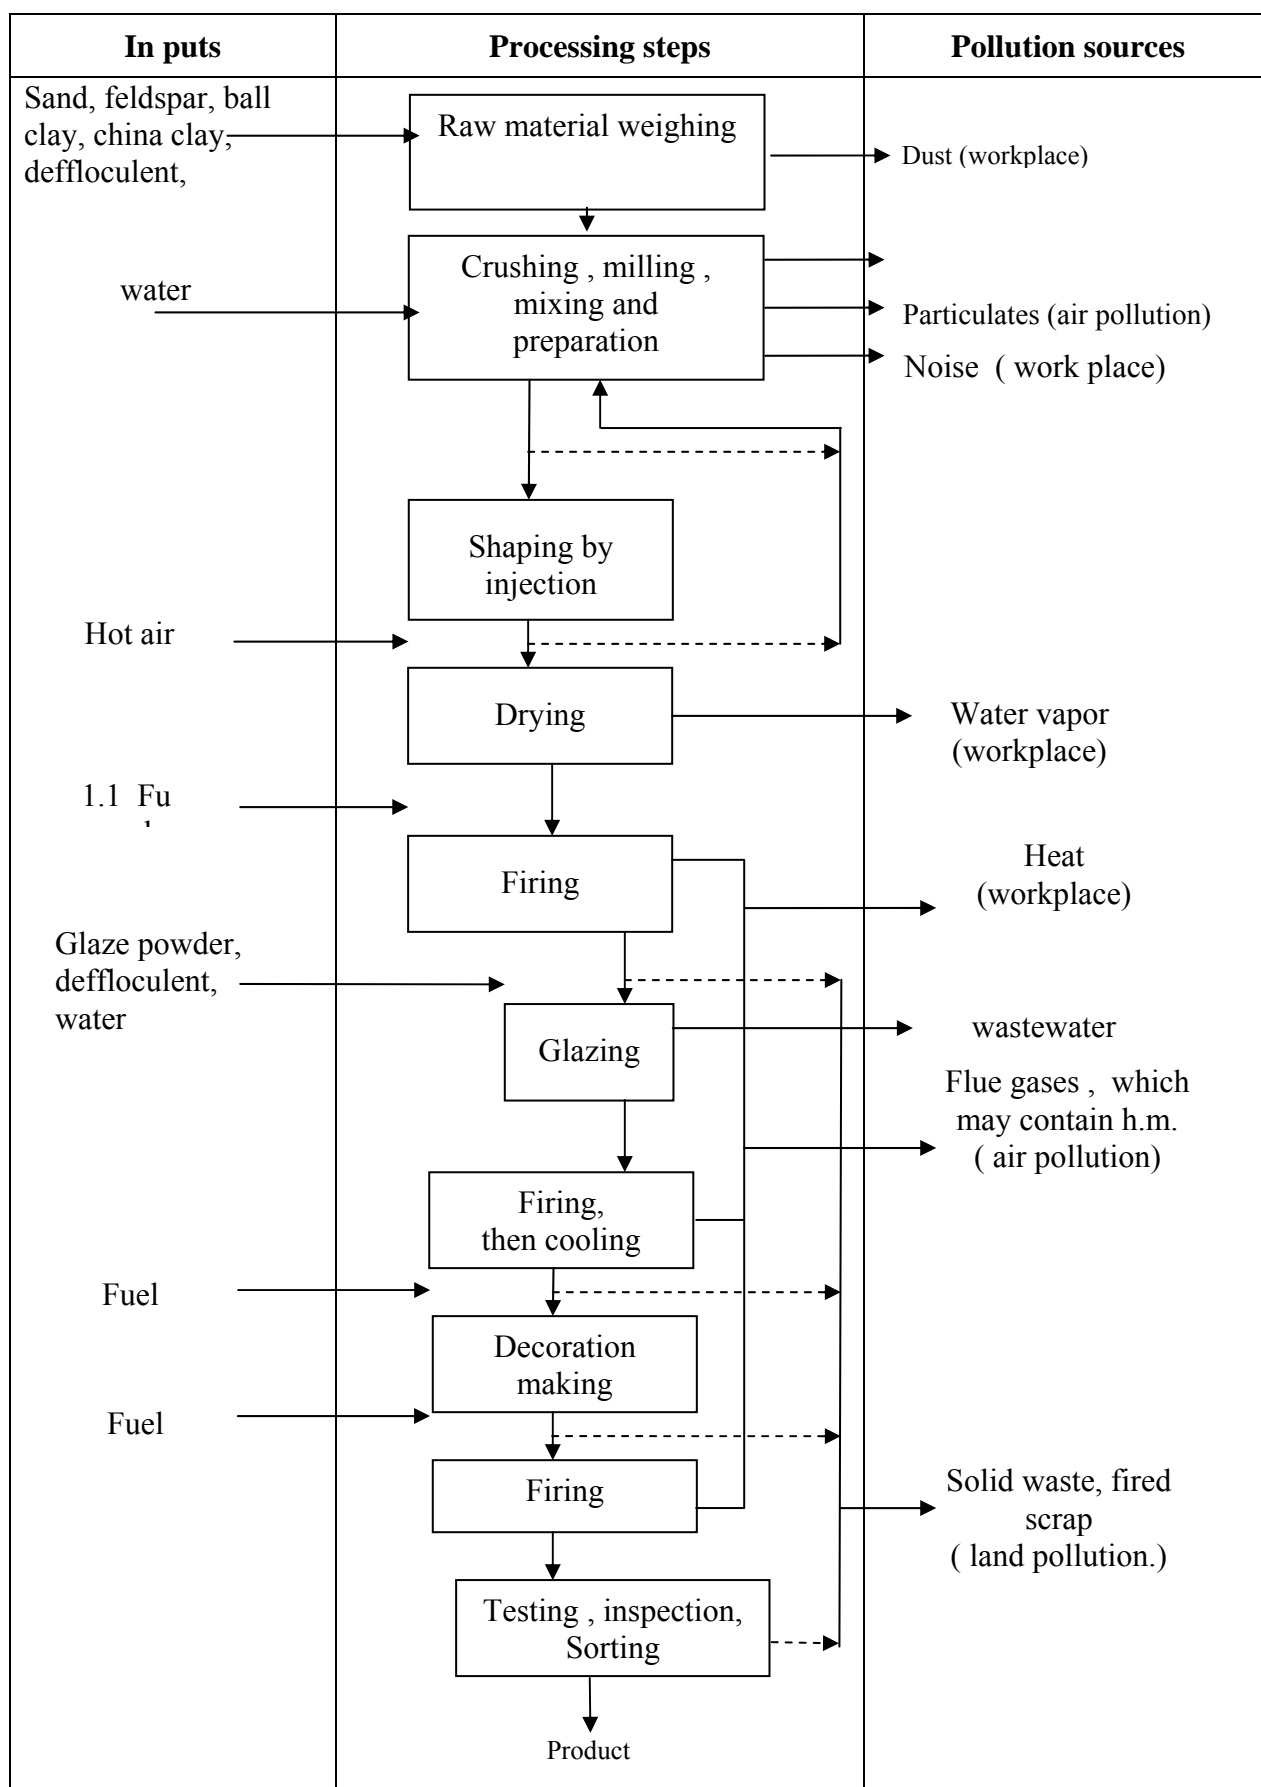 In puts
Processing steps
Pollution sources
Sand, feldspar, ball
clay, china clay,
deffloculent,
Raw material weighing
Dust (workplace)
water
Crushing , milling ,
mixing and
preparation
Particulates (air pollution)
Noise ( work place)
Shaping by
injection
Hot air
Drying
Water vapor
(workplace)
1.1 Fu
Firing
Heat
(workplace)
Glaze powder,
deffloculent,
water
Glazing
wastewater
Flue gases , which
may contain h.m.
( air pollution)
Firing,
then cooling
Fuel
Decoration
making
Fuel
Firing
Solid waste, fired
scrap
( land pollution.)
Testing , inspection,
Sorting
Product